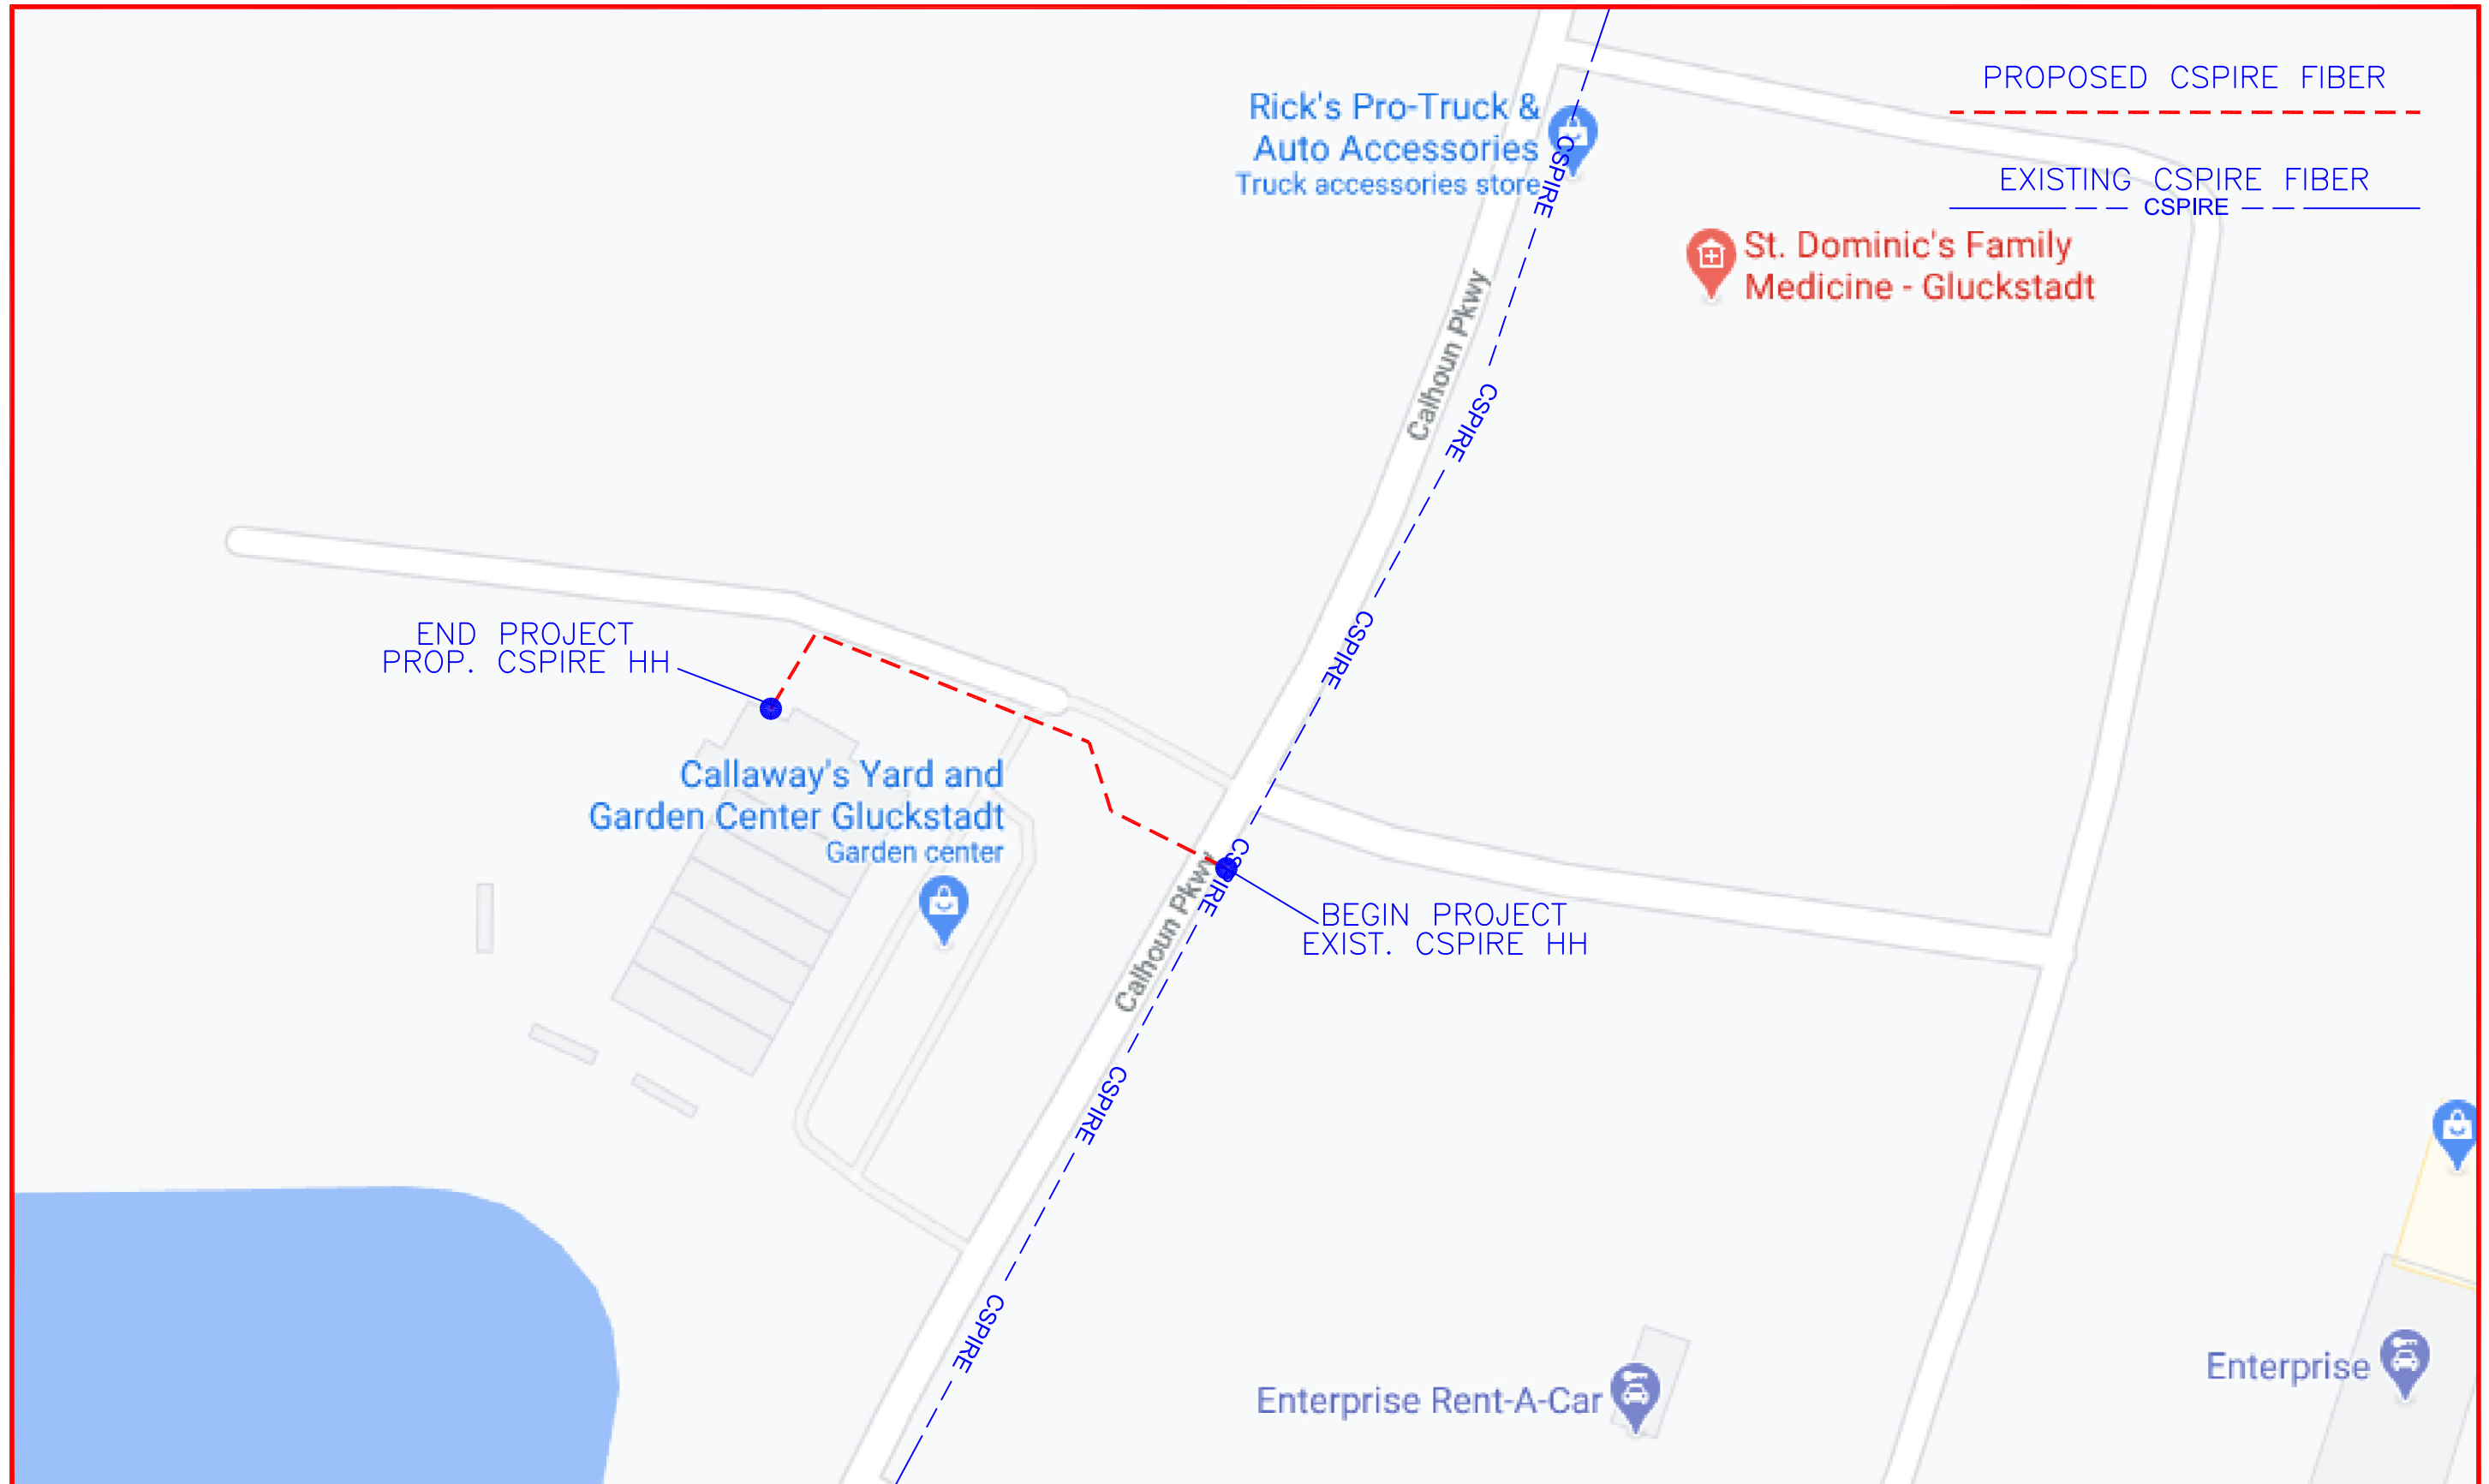 PROPOSED CSPIRE FIBER
EXISTING CSPIRE FIBER
CSPIRE
Rick's Pro-Truck &
Auto Accessories
Truck accessories store
CSPIRE
St. Dominic's Family
Medicine - Gluckstadt
Calhoun Pkwy
CSPIRE
CSPIRE
END PROJECT
PROP. CSPIRE HH
Callaway's Yard and
Garden Center Gluckstadt
Garden center
CSPIRE
Calhoun Pkwy
BEGIN PROJECT
EXIST. CSPIRE HH
CSPIRE
CSPIRE
Enterprise Rent-A-Car
Enterprise